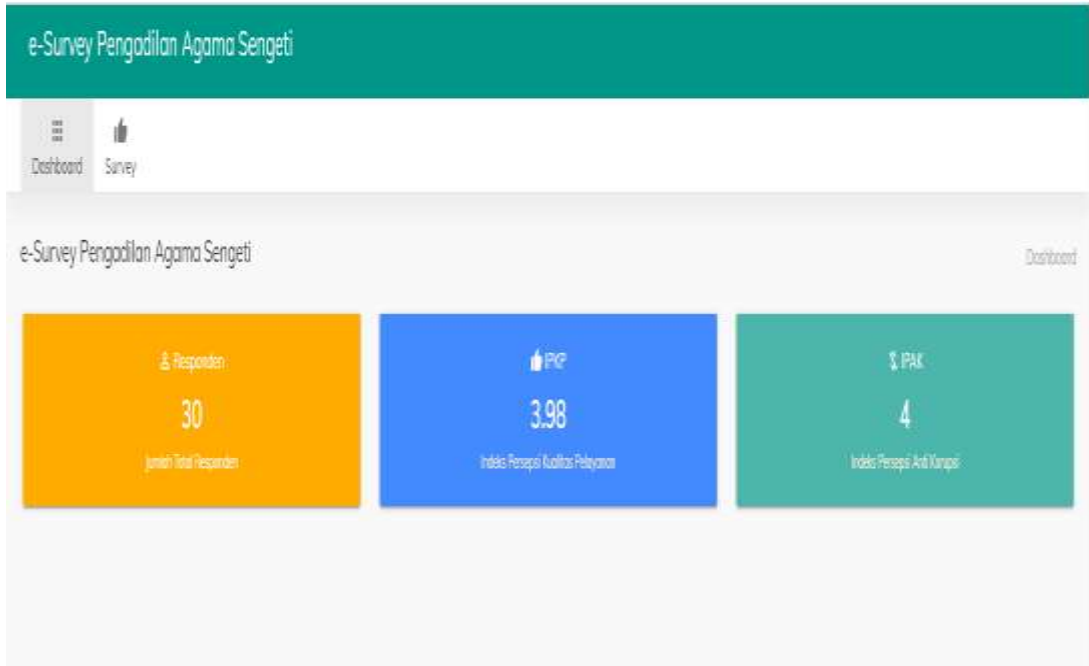 e-Survey Pengadilan Agama Sengeti
Dashboard
Survey
e-Survey Pengadilan Agama Sengeti
Dashboard
Responden
30
Jumlah Total Responden
IPKP
3.98
Indeks Persepsi Kualitas Pelayanan
IPAK
4
Indeks Persepsi Anti Korupsi